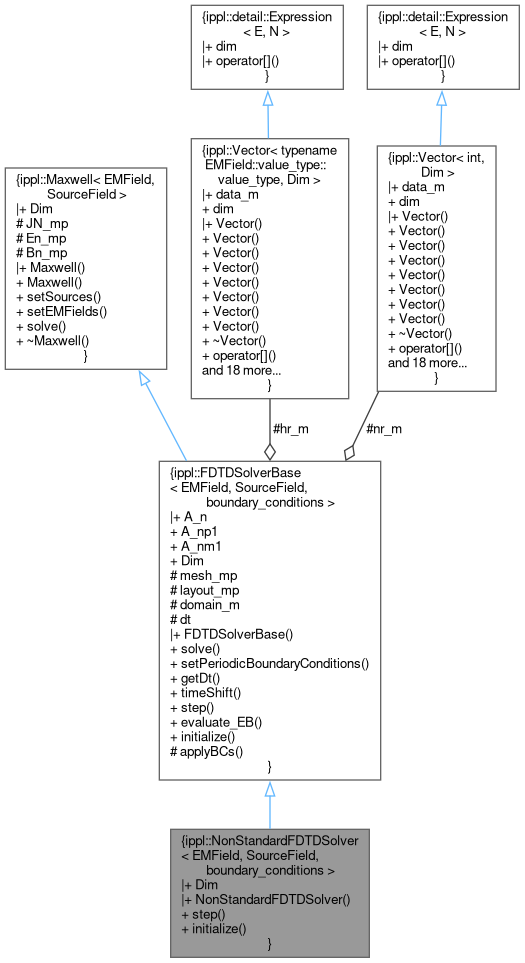 {ippl::detail::Expression
< E, N >
|+ dim
|+ operator[]()
}
{ippl::detail::Expression
< E, N >
|+ dim
|+ operator[]()
}
{ippl::Maxwell< EMField,
SourceField >
|+ Dim
# JN_mp
# En_mp
# Bn_mp
|+ Maxwell()
+ Maxwell()
+ setSources()
+ setEMFields()
+ solve()
+ ~Maxwell()
}
{ippl::Vector< typename
EMField::value_type::
value_type, Dim >
|+ data_m
+ dim
|+ Vector()
+ Vector()
+ Vector()
+ Vector()
+ Vector()
+ Vector()
+ Vector()
+ Vector()
+ ~Vector()
+ operator[]()
and 18 more...
}
{ippl::Vector< int,
Dim >
|+ data_m
+ dim
|+ Vector()
+ Vector()
+ Vector()
+ Vector()
+ Vector()
+ Vector()
+ Vector()
+ Vector()
+ ~Vector()
+ operator[]()
and 18 more...
}
#hr_m
#nr_m
{ippl::FDTDSolverBase
< EMField, SourceField,
boundary_conditions >
|+ A_n
+ A_np1
+ A_nm1
+ Dim
# mesh_mp
# layout_mp
# domain_m
# dt
|+ FDTDSolverBase()
+ solve()
+ setPeriodicBoundaryConditions()
+ getDt()
+ timeShift()
+ step()
+ evaluate_EB()
+ initialize()
# applyBCs()
}
{ippl::NonStandardFDTDSolver
< EMField, SourceField,
boundary_conditions >
|+ Dim
|+ NonStandardFDTDSolver()
+ step()
+ initialize()
}